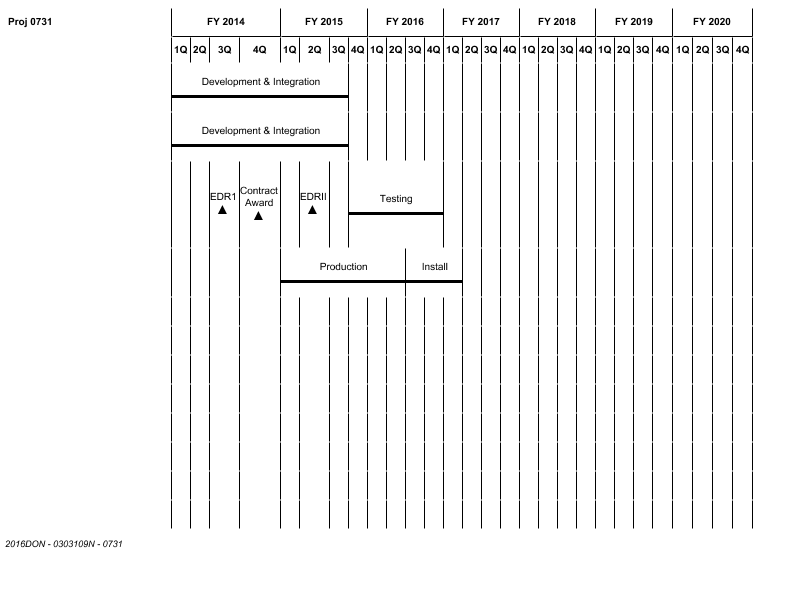 Proj 0731
FY 2014 FY 2015 FY 2016 FY 2017 FY 2018 FY 2019 FY 2020
1Q 2Q 3Q 4Q 1Q 2Q 3Q 4Q 1Q 2Q 3Q 4Q 1Q 2Q 3Q 4Q 1Q 2Q 3Q 4Q 1Q 2Q 3Q 4Q 1Q 2Q 3Q 4Q
Development & Integration
Development & Integration
EDR1 Contract EDRII Testing
Award
Production Install
2016DON - 0303109N - 0731